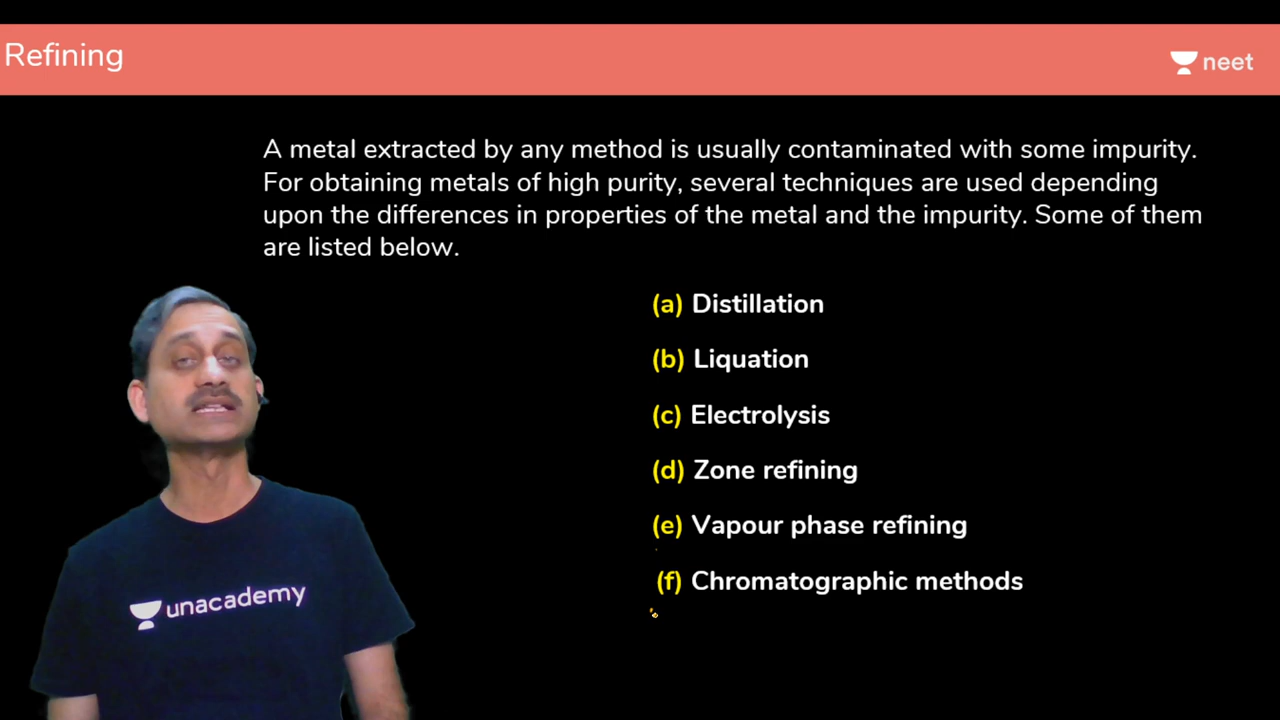 Refining
neet
A metal extracted by any method is usually contaminated with some impurity.
For obtaining metals of high purity, several techniques are used depending
upon the differences in properties of the metal and the impurity. Some of them
are listed below.
(a) Distillation
(b) Liquation
(c) Electrolysis
(d) Zone refining
(e) Vapour phase refining
(f) Chromatographic methods
unacademy